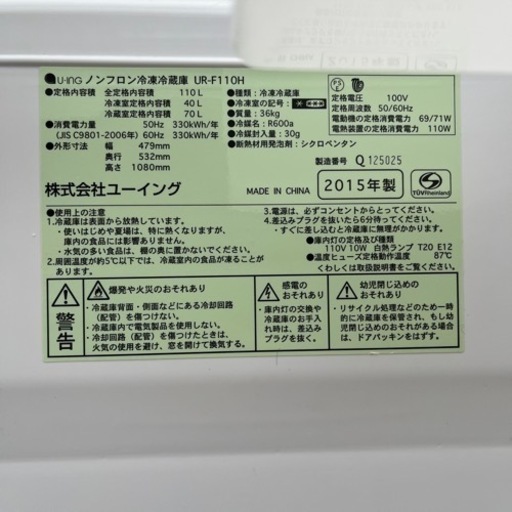 U-ING ノンフロン冷凍冷蔵庫 UR-F110H
●定格内容積 全定格内容積 110L
冷凍室定格内容積 40L
冷蔵室定格内容積 70L
●消費電力量 50Hz 330kWh/年
(JIS C9801-2006年) 60Hz 330kWh/年
●外形寸法 幅 479mm
奥行 532mm
高さ 1080mm
●種類：冷凍冷蔵庫
●冷凍室の記号：
●質量：36kg
●冷媒名：R600a
●冷媒封入量：30g
●断熱材用発泡剤：シクロペンタン
PS E
定格電圧 100V
定格周波数 50/60Hz
電動機の定格消費電力 69/71W
電熱装置の定格消費電力 110W
製造番号 Q 125025
株式会社ユーイング MADE IN CHINA 2015年製
TÜVRheinland
●使用上の注意
1.冷蔵庫は表面から放熱しています。
・使いはじめや夏場は、特に熱くなりますが、
庫内の食品には影響ありません。
・熱に弱いもの、棚の奥に置かないでください。
2.周囲温度が約5℃以下では、冷蔵室内の食品が凍ることが
あります。
3.電源は、必ずコンセントからとってください。
4.差込みプラグを抜いたら6分待ってください。
・すぐに差し込むと冷蔵庫に無理がかかります。
●庫内灯の定格及び種類
110V 10W 白熱ランプ T20 E12
●温度ヒューズ定格動作温度 87℃
くわしくは取扱説明書をご覧ください。
警告
爆発や火災のおそれあり
・冷蔵庫背面・側面などにある冷却回路
(配管) を傷つけない。
・冷蔵庫内で電気製品を使用しない。
・冷却回路 (配管) を傷つけたときは、
火気の使用を避け、窓を開けて換気する。
感電の
おそれあり
・庫内灯の交換
や冷蔵庫のお手入
れ時は、差込み
プラグを抜く。
幼児閉じ込めの
おそれあり
・リサイクル処理などのため一時
的に冷蔵庫を保管され、もしも幼
児閉じ込めのおそれがある場合
は、ドアパッキンをはずす。
2015年製